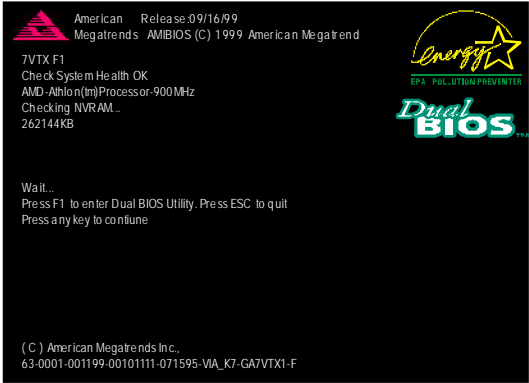 American Release:09/16/99
Megatrends AMIBIOS (C) 1999 American Megatrend
energy
EPA POLLUTION PREVENTER
Dual
BIOS
TM
7VTX F1
Check System Health OK
AMD-Athlon(tm)Processor-900MHz
Checking NVRAM...
262144KB
Wait...
Press F1 to enter Dual BIOS Utility. Press ESC to quit
Press any key to contiune
( C ) American Megatrends Inc.,
63-0001-001199-00101111-071595-VIA_K7-GA7VTX1-F